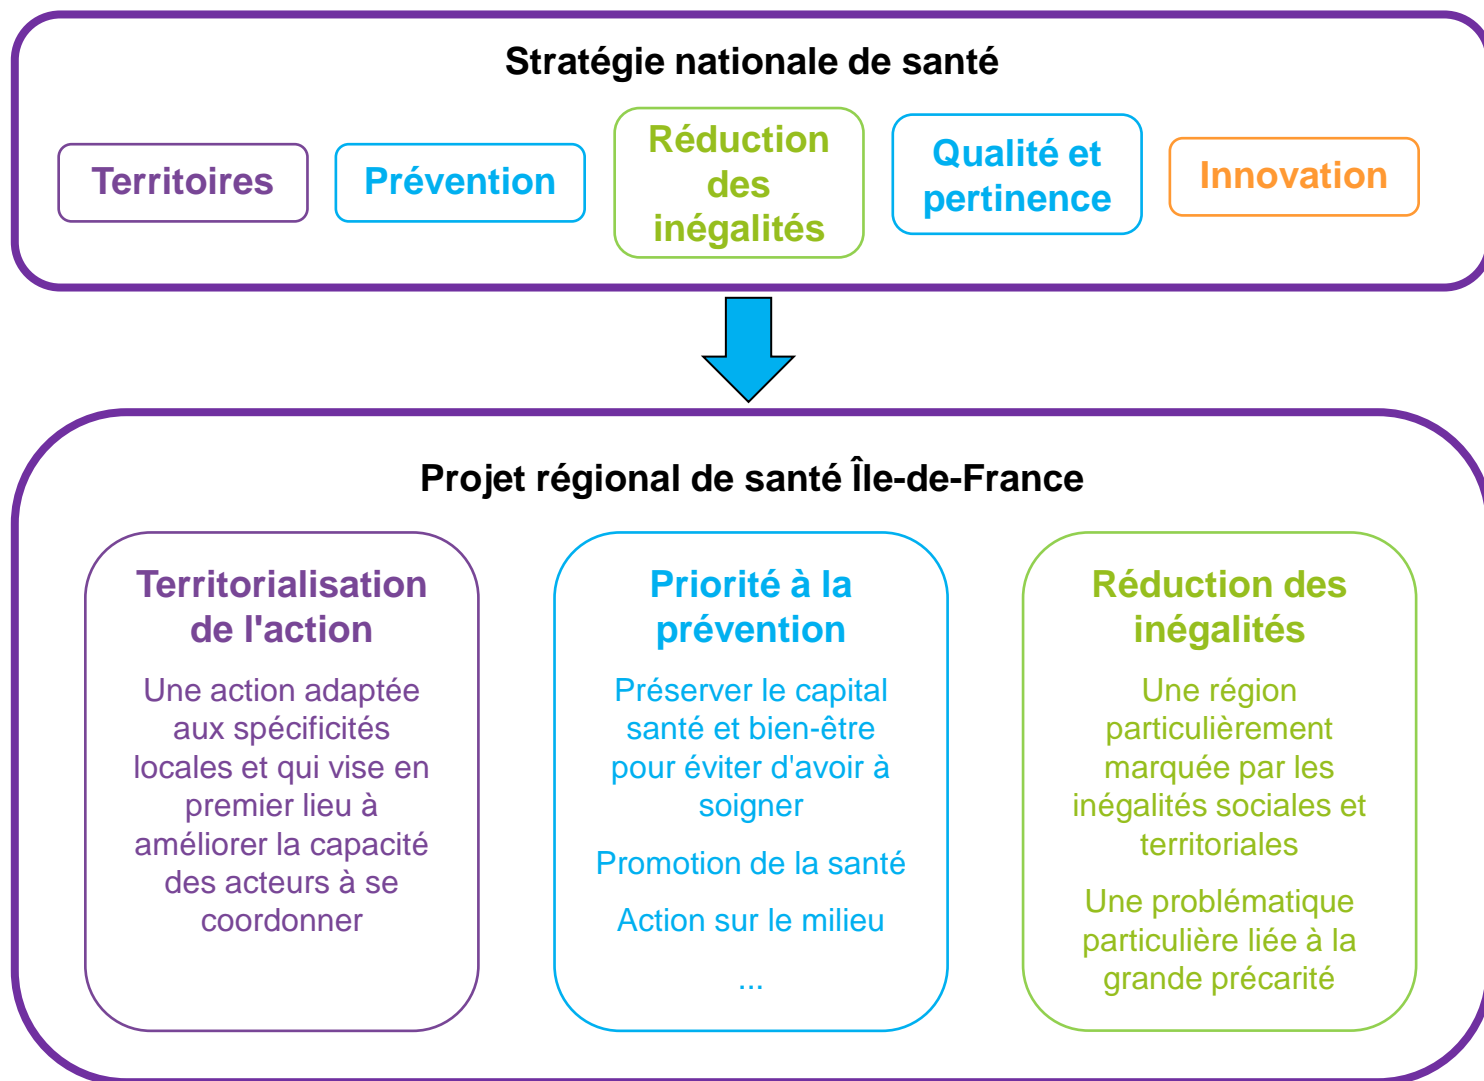 Stratégie nationale de santé
Territoires
Prévention
Réduction
des
inégalités
Qualité et
pertinence
Innovation
Projet régional de santé Île-de-France
Territorialisation
de l'action
Une action adaptée
aux spécificités
locales et qui vise en
premier lieu à
améliorer la capacité
des acteurs à se
coordonner
Priorité à la
prévention
Préserver le capital
santé et bien-être
pour éviter d'avoir à
soigner
Promotion de la santé
Action sur le milieu
...
Réduction des
inégalités
Une région
particulièrement
marquée par les
inégalités sociales et
territoriales
Une problématique
particulière liée à la
grande précarité